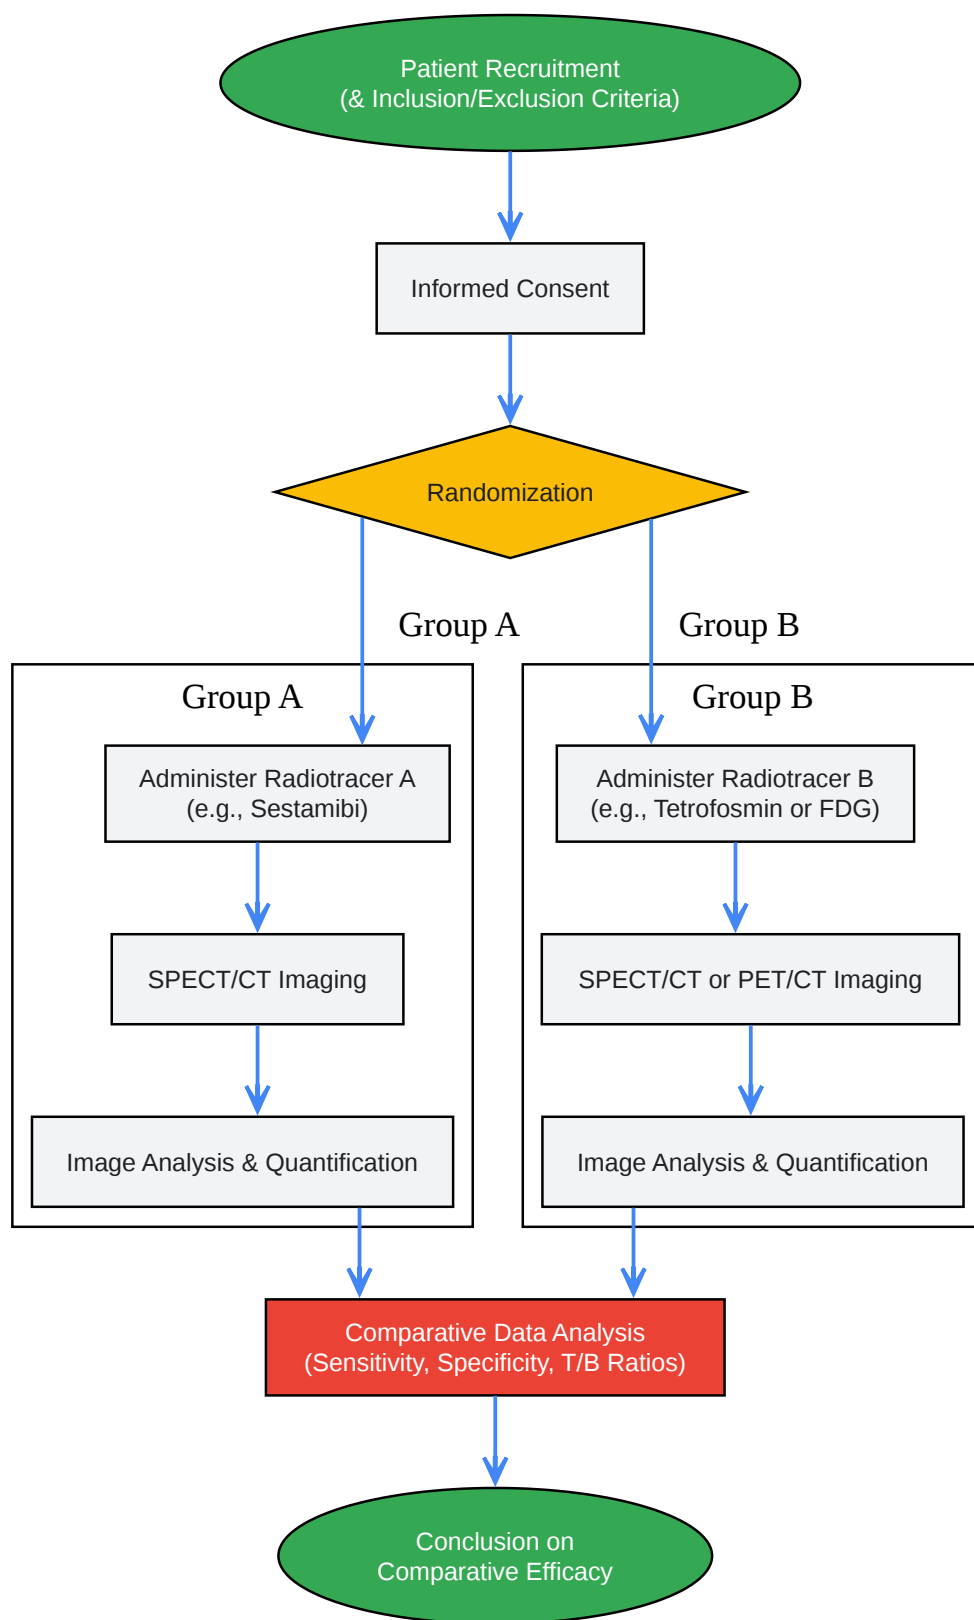 Patient Recruitment
(& Inclusion/Exclusion Criteria)
Informed Consent
Randomization
Group A
Group B
Group A
Administer Radiotracer A
(e.g., Sestamibi)
SPECT/CT Imaging
Image Analysis & Quantification
Group B
Administer Radiotracer B
(e.g., Tetrofosmin or FDG)
SPECT/CT or PET/CT Imaging
Image Analysis & Quantification
Comparative Data Analysis
(Sensitivity, Specificity, T/B Ratios)
Conclusion on
Comparative Efficacy